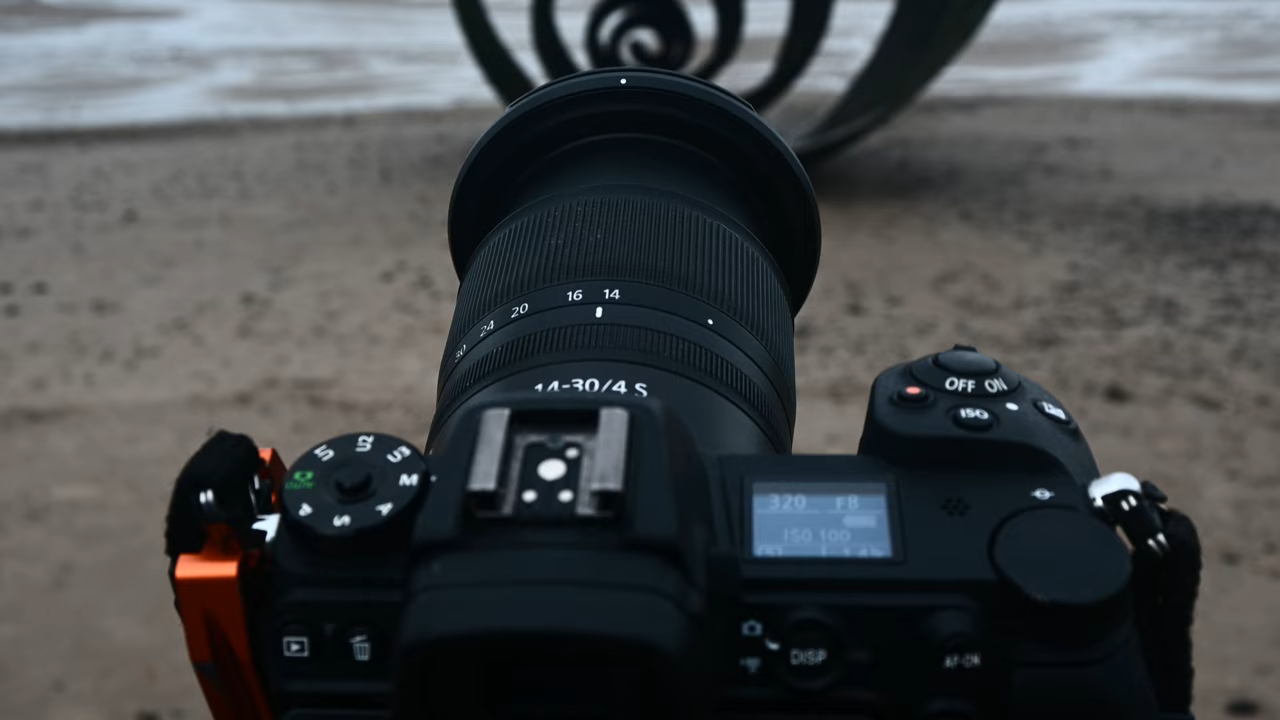 16 14
20
24
30
14-30/4 S
OFF ON
ISO
U1 U2 U3
M
AUTO
P S A
320 F8
ISO 100
DISP
AF-ON